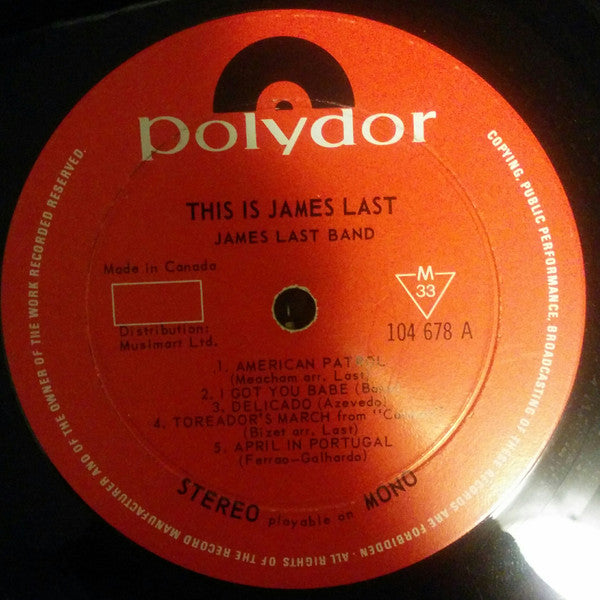 polydor
THIS IS JAMES LAST
JAMES LAST BAND
Made in Canada
M
33
Distribution:
Musimart Ltd.
104 678 A
1. AMERICAN PATROL
(Meacham arr. Last)
2. I GOT YOU BABE
3. DELICADO (Azevedo)
4. TOREADOR'S MARCH from
(Bizet arr. Last)
5. APRIL IN PORTUGAL
(Ferrao-Galhardo)
STEREO playable on MONO
COPYING, PUBLIC PERFORMANCE, BROADCASTING OF THESE RECORDS ARE FORBIDDEN · ALL RIGHTS OF THE RECORD MANUFACTURER AND OF THE OWNER OF THE WORK RECORDED RESERVED.